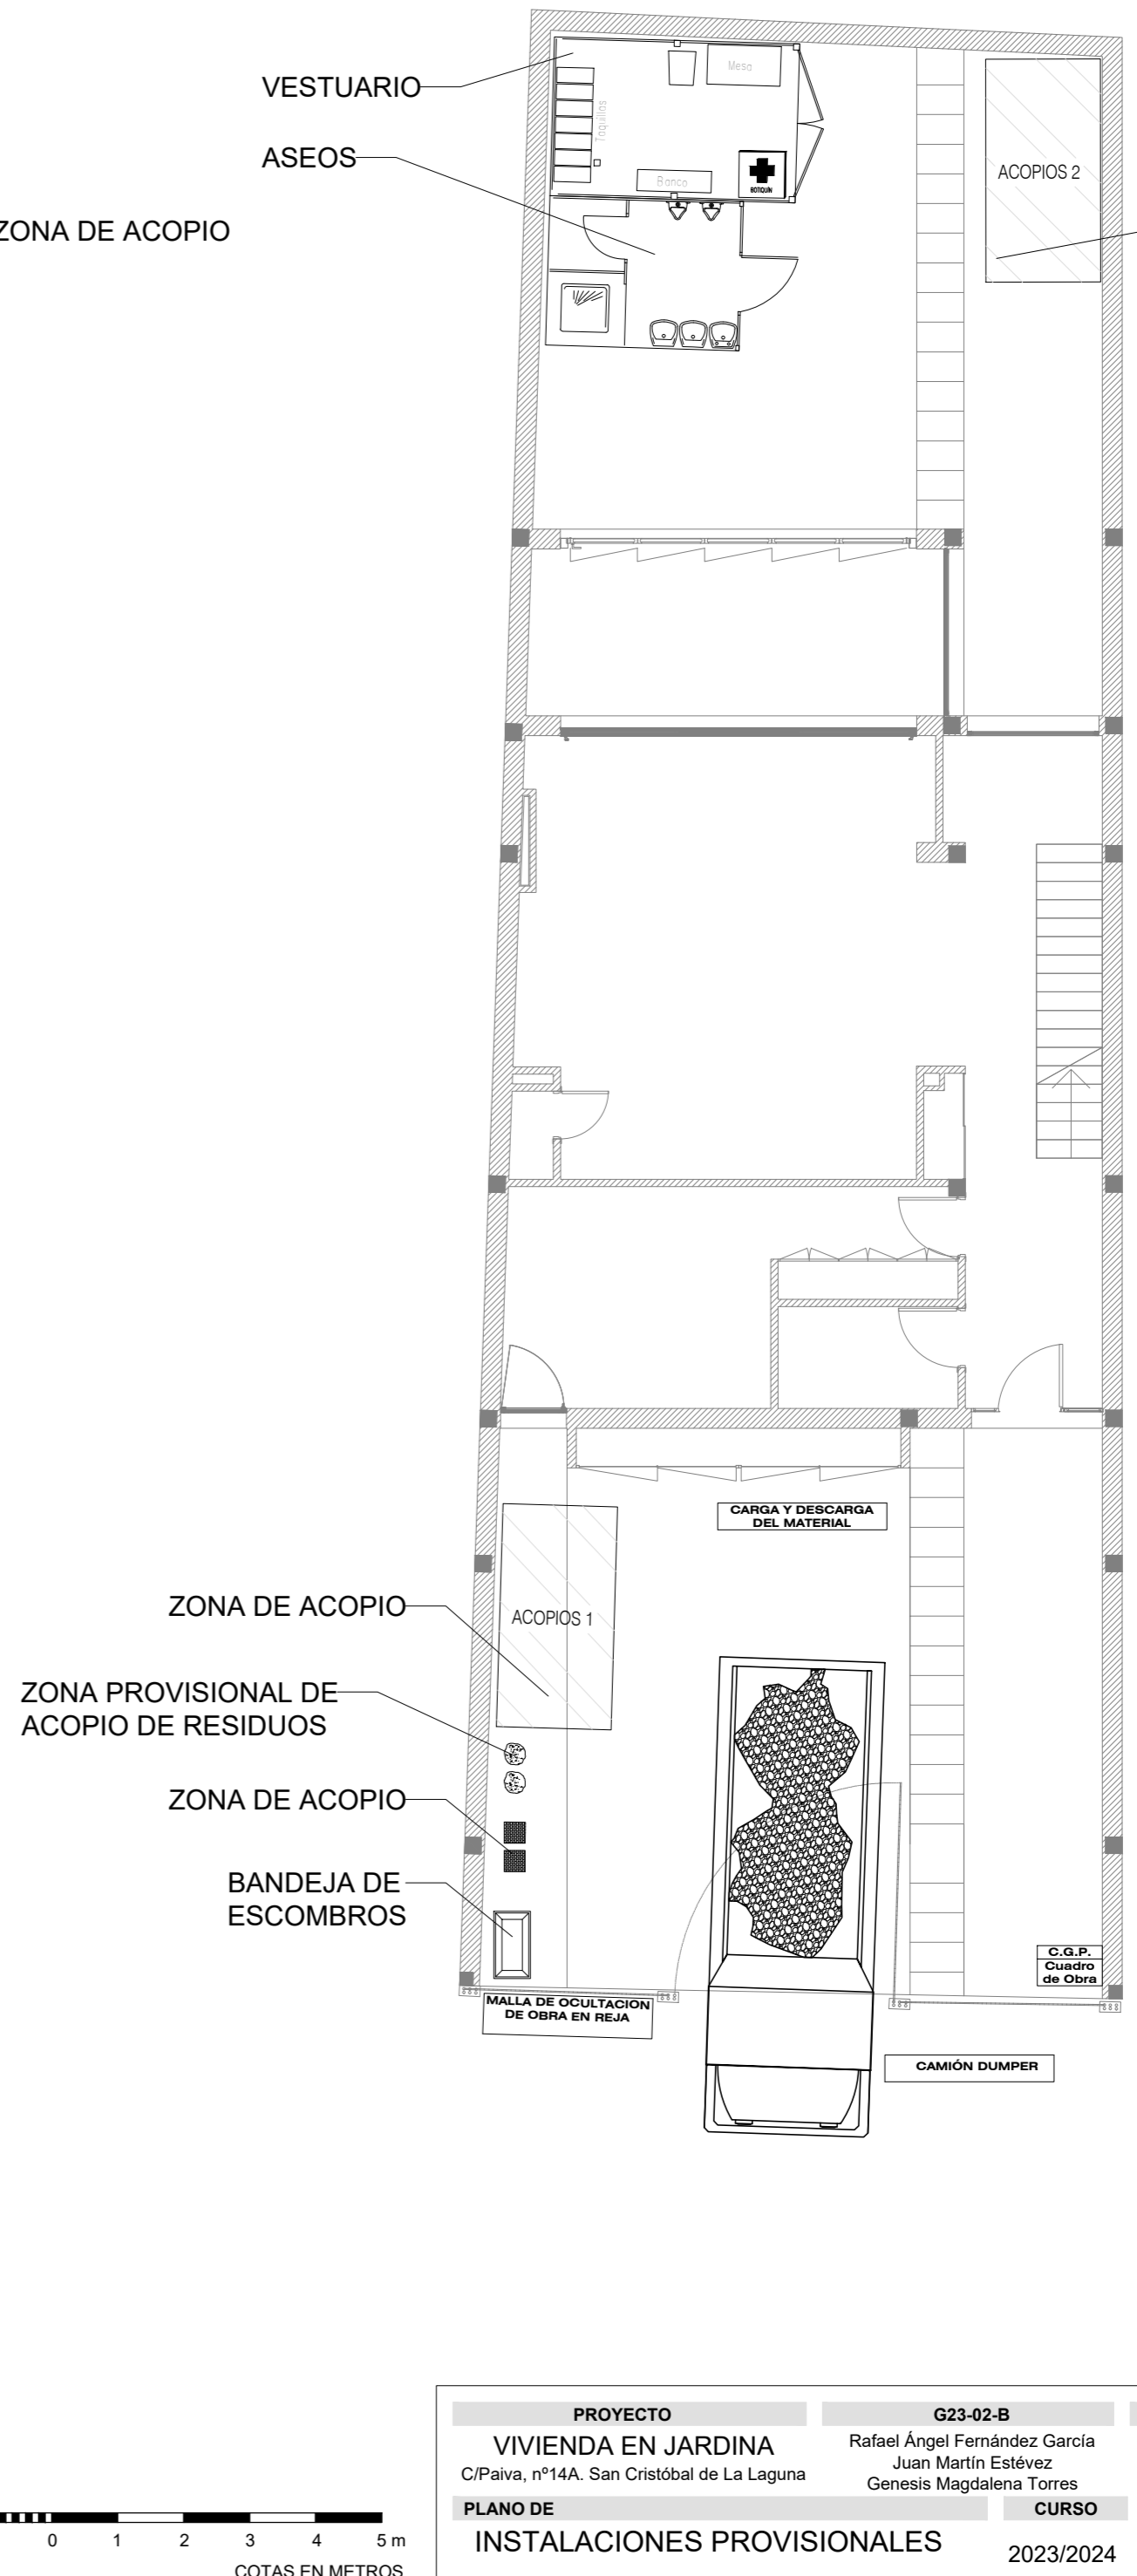 VESTUARIO
ASEOS
ZONA DE ACOPIO
Mesa
Taquillas
Banco
BOTIQUÍN
ACOPIOS 2
CARGA Y DESCARGA
DEL MATERIAL
ACOPIOS 1
ZONA DE ACOPIO
ZONA PROVISIONAL DE
ACOPIO DE RESIDUOS
ZONA DE ACOPIO
BANDEJA DE
ESCOMBROS
C.G.P.
Cuadro
de Obra
MALLA DE OCULTACION
DE OBRA EN REJA
CAMIÓN DUMPER
PROYECTO
VIVIENDA EN JARDINA
C/Paiva, nº14A. San Cristóbal de La Laguna
G23-02-B
Rafael Ángel Fernández García
Juan Martín Estévez
Genesis Magdalena Torres
PLANO DE
INSTALACIONES PROVISIONALES
CURSO
2023/2024
0 1 2 3 4 5 m
COTAS EN METROS